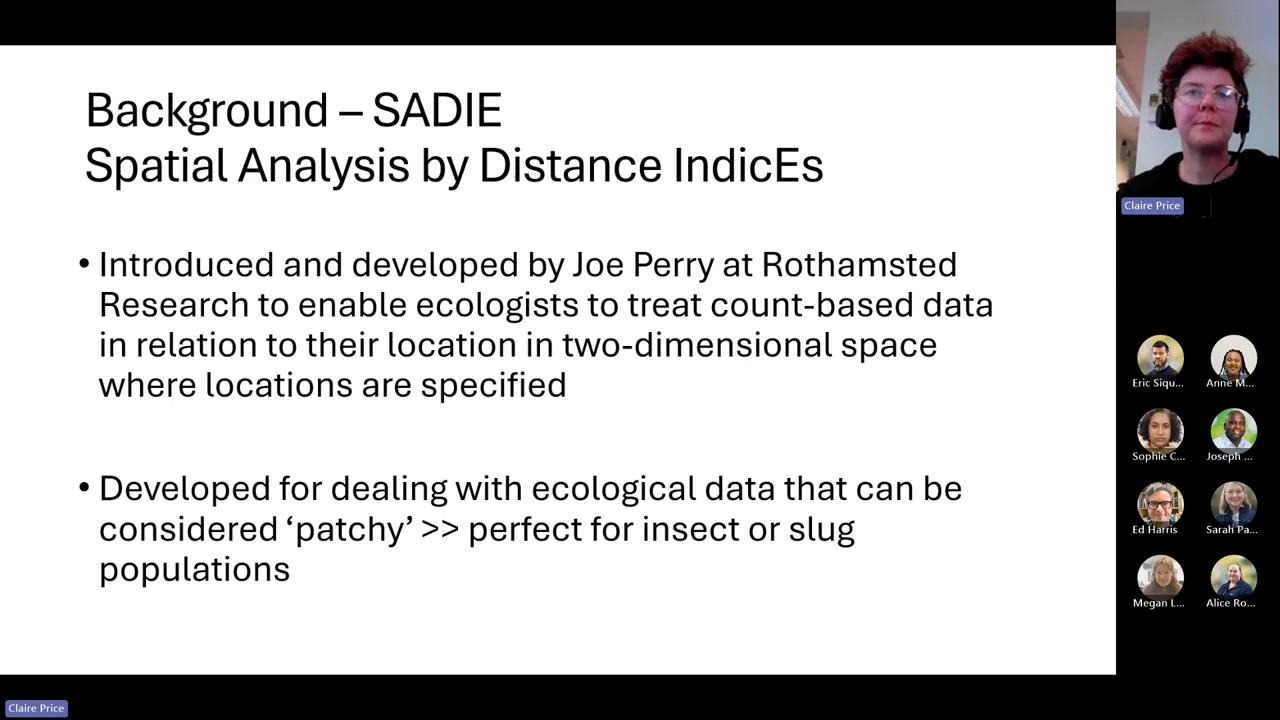 Background – SADIE
Spatial Analysis by Distance IndicEs
• Introduced and developed by Joe Perry at Rothamsted
Research to enable ecologists to treat count-based data
in relation to their location in two-dimensional space
where locations are specified
• Developed for dealing with ecological data that can be
considered ‘patchy’ >> perfect for insect or slug
populations
Claire Price
Eric Siqu...
Anne M...
Sophie C...
Joseph ...
Ed Harris
Sarah Pa...
Megan L...
Alice Ro...
Claire Price